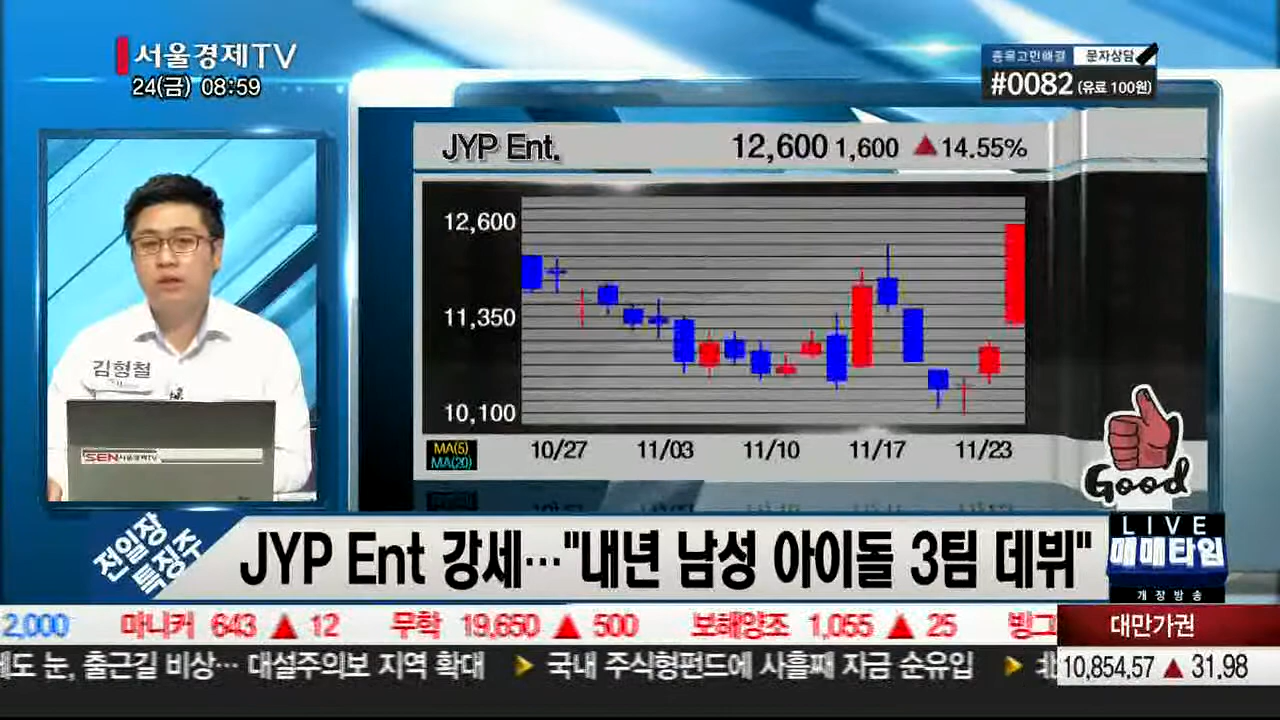 서울경제TV
24(금) 08:59
종목고민해결 문자상담
#0082 (유료 100원)
JYP Ent. 12,600 1,600 ▲14.55%
12,600
11,350
10,100
MA(5)
MA(20)
10/27 11/03 11/10 11/17 11/23
김형철
SEN 서울경제TV
Good
전일장
특징주
JYP Ent 강세…"내년 남성 아이돌 3팀 데뷔"
LIVE
매매타임
개장방송
2,000 마니커 643 ▲ 12 무학 19,650 ▲ 500 보해양조 1,055 ▲ 25 빙그
대만가권
에도 눈, 출근길 비상… 대설주의보 지역 확대 ▶ 국내 주식형펀드에 사흘째 자금 순유입 ▶ 北
10,854.57 ▲ 31.98